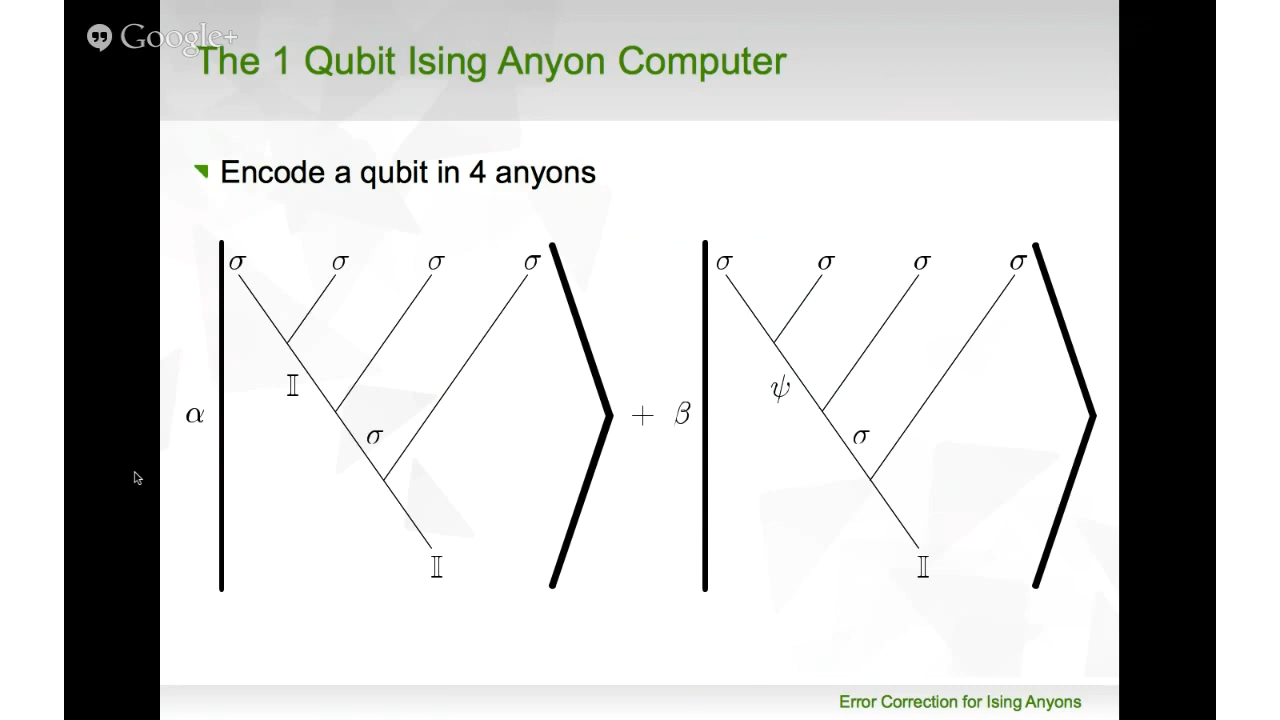 Google+
The 1 Qubit Ising Anyon Computer
Encode a qubit in 4 anyons
σ σ σ σ σ σ σ σ
𝕀 ψ
α + β
σ σ
𝕀 𝕀
Error Correction for Ising Anyons